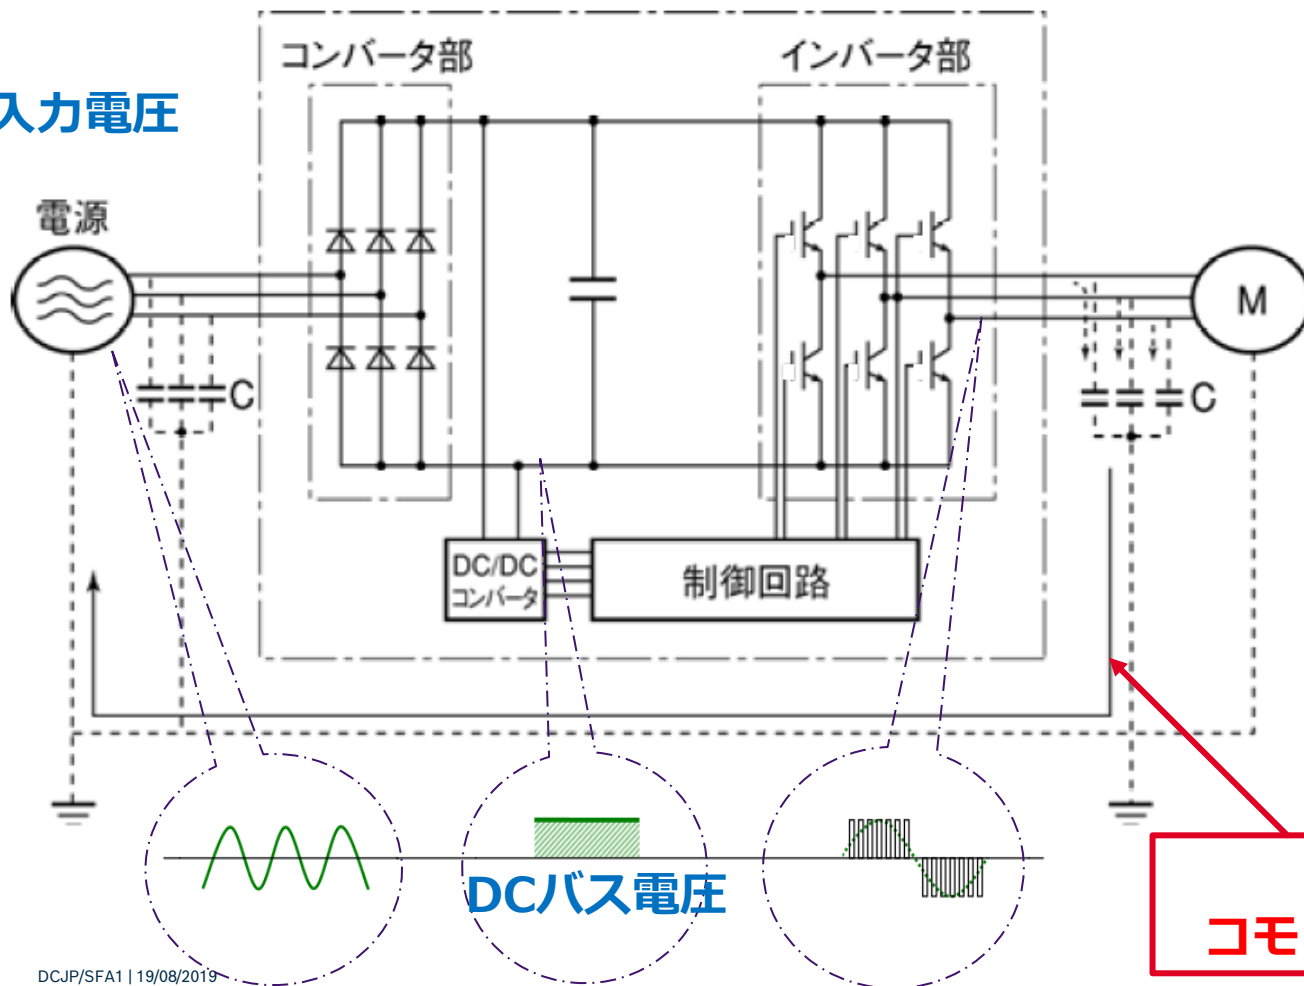 コンバータ部
インバータ部
入力電圧
電源
M
C
C
DC/DC
コンバータ
制御回路
DCバス電圧
コモ
DCJP/SFA1 | 19/08/2019